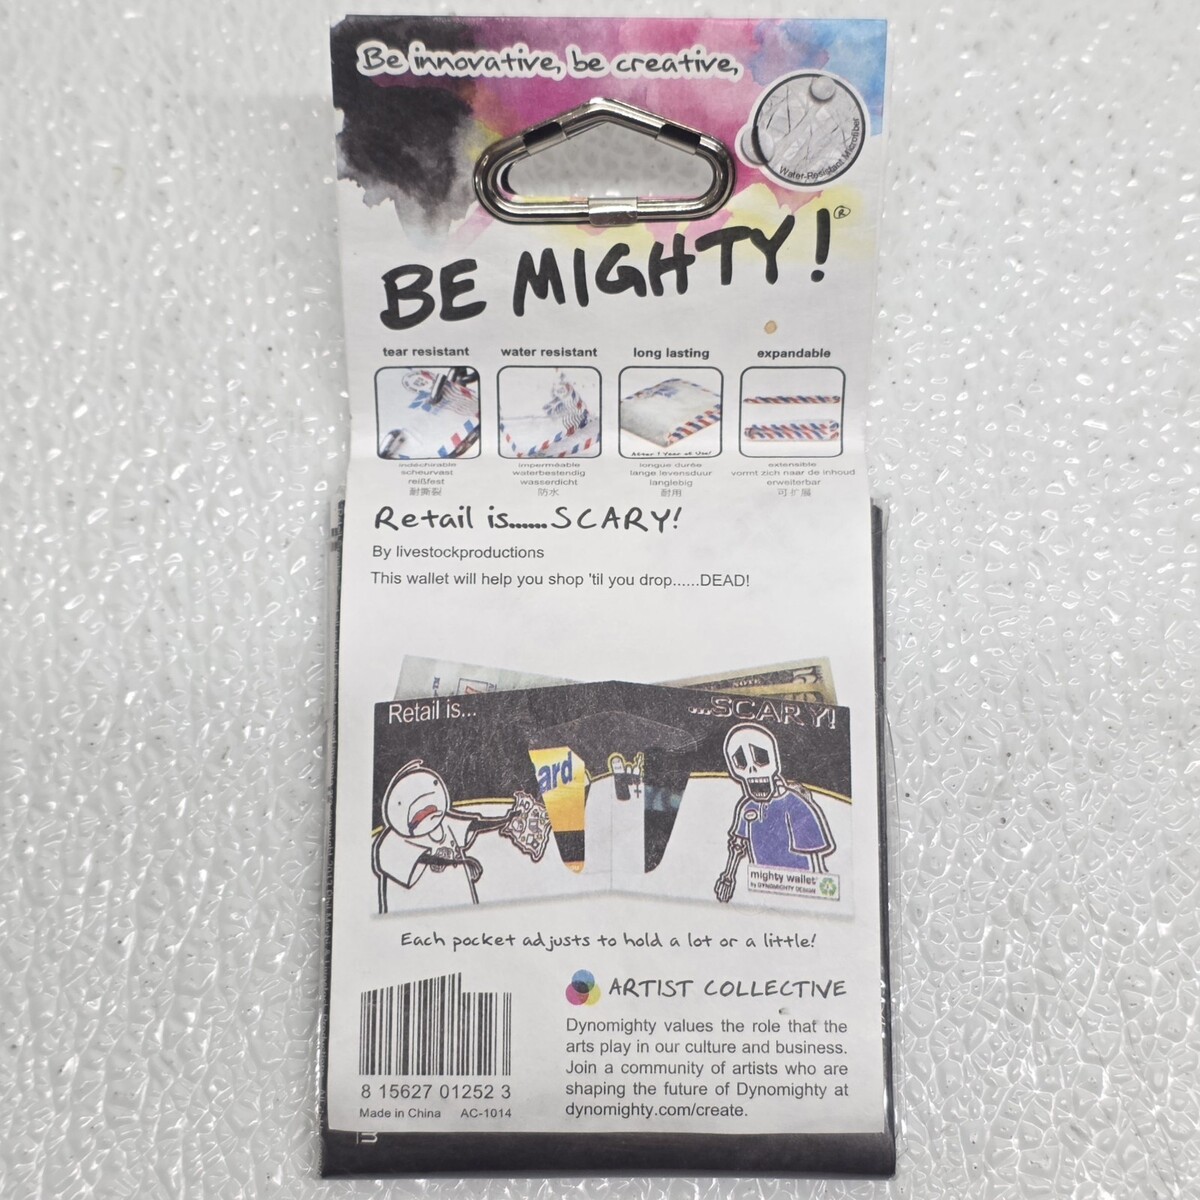 Be innovative, be creative,
Water-Resistant Microfiber
BE MIGHTY!®
tear resistant water resistant long lasting expandable
After 1 Year of Use!
indéchirable imperméable longue durée extensible
scheurvast waterbestendig lange levensduur vormt zich naar de inhoud
reißfest wasserdicht langlebig erweiterbar
耐撕裂 防水 耐用 可扩展
Retail is......SCARY!
By livestockproductions
This wallet will help you shop 'til you drop......DEAD!
NOTE
Retail is... ...SCARY!
ard
mighty wallet®
by DYNOMIGHTY DESIGN
Each pocket adjusts to hold a lot or a little!
ARTIST COLLECTIVE
Dynomighty values the role that the
arts play in our culture and business.
Join a community of artists who are
shaping the future of Dynomighty at
dynomighty.com/create.
8 15627 01252 3
Made in China AC-1014